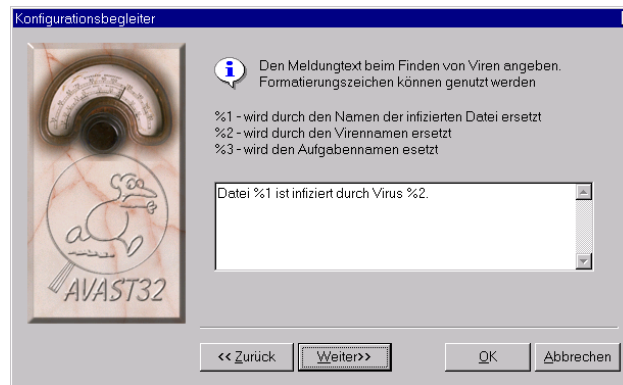 Konfigurationsbegleiter
Den Meldungtext beim Finden von Viren angeben.
Formatierungszeichen können genutzt werden
%1 - wird durch den Namen der infizierten Datei ersetzt
%2 - wird durch den Virennamen ersetzt
%3 - wird den Aufgabennamen esetzt
Datei %1 ist infiziert durch Virus %2.
AVAST32
<< Zurück
Weiter>>
OK
Abbrechen